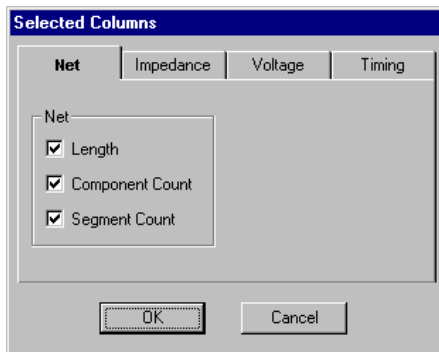 Selected Columns
Net Impedance Voltage Timing
Net
Length
Component Count
Segment Count
OK Cancel